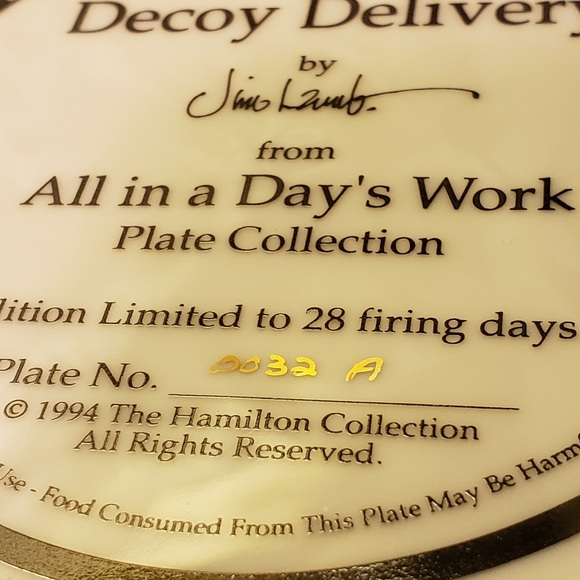 Decoy Delivery
by
Jim Lamb.
from
All in a Day's Work
Plate Collection
dition Limited to 28 firing days
Plate No. 0032 A
© 1994 The Hamilton Collection
All Rights Reserved.
Use - Food Consumed From This Plate May Be Harmf